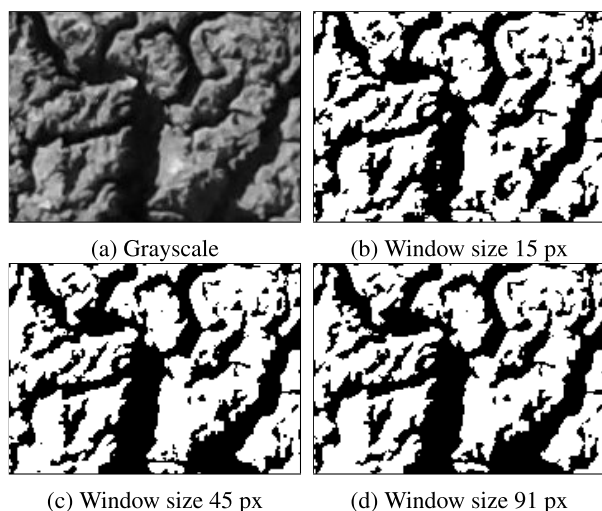 (a) Grayscale
(b) Window size 15 px
(c) Window size 45 px
(d) Window size 91 px